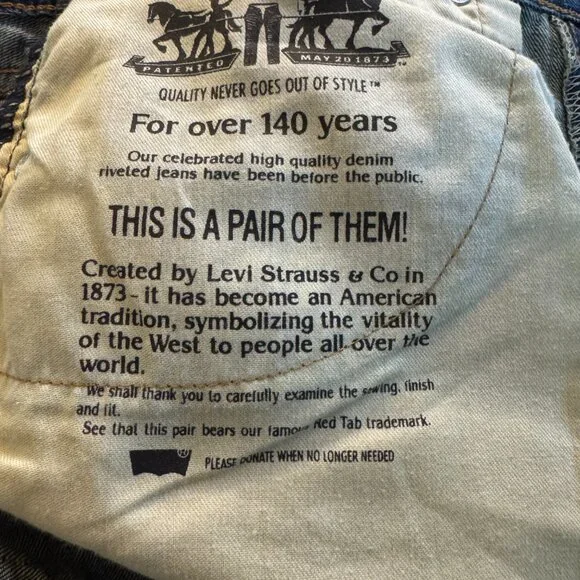 PATENTED MAY 20 1873
QUALITY NEVER GOES OUT OF STYLE™
For over 140 years
Our celebrated high quality denim
riveted jeans have been before the public.
THIS IS A PAIR OF THEM!
Created by Levi Strauss & Co in
1873 - it has become an American
tradition, symbolizing the vitality
of the West to people all over the
world.
We shall thank you to carefully examine the sewing, finish
and fit.
See that this pair bears our famous Red Tab trademark.
® PLEASE DONATE WHEN NO LONGER NEEDED